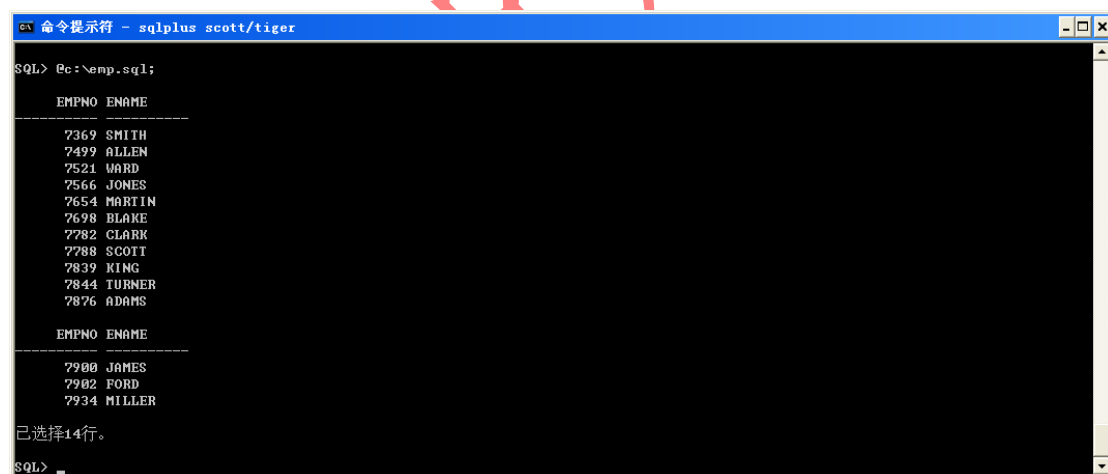 命令提示符 - sqlplus scott/tiger
SQL> @c:\emp.sql;
EMPNO ENAME
---------- ----------
7369 SMITH
7499 ALLEN
7521 WARD
7566 JONES
7654 MARTIN
7698 BLAKE
7782 CLARK
7788 SCOTT
7839 KING
7844 TURNER
7876 ADAMS
EMPNO ENAME
---------- ----------
7900 JAMES
7902 FORD
7934 MILLER
已选择14行。
SQL> _